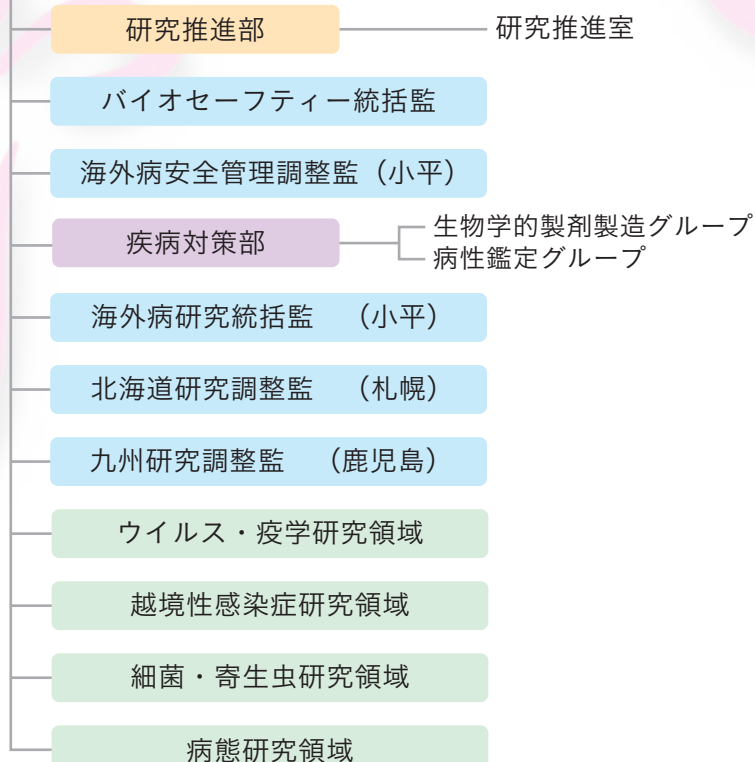 研究推進部
研究推進室
バイオセーフティー統括監
海外病安全管理調整監（小平）
疾病対策部
生物学的製剤製造グループ
病性鑑定グループ
海外病研究統括監　（小平）
北海道研究調整監　（札幌）
九州研究調整監　（鹿児島）
ウイルス・疫学研究領域
越境性感染症研究領域
細菌・寄生虫研究領域
病態研究領域